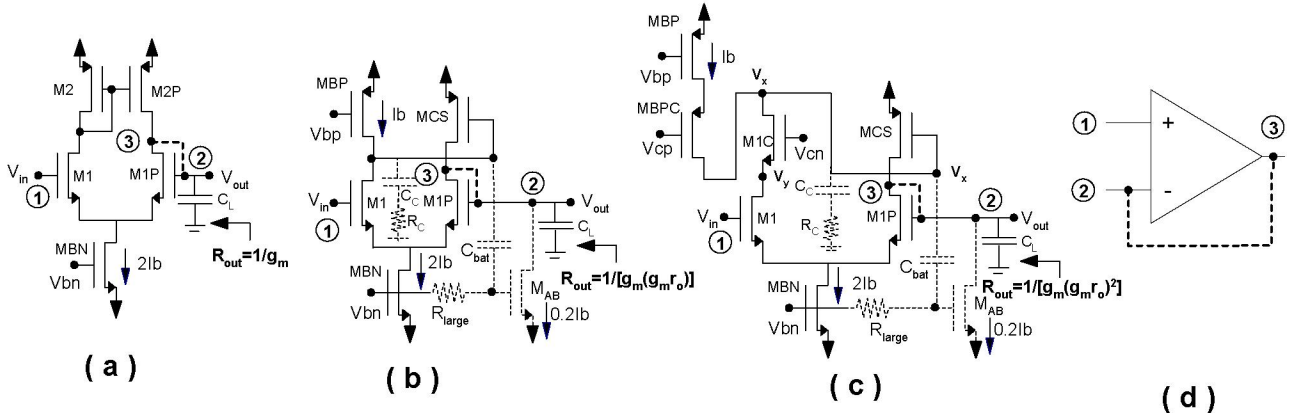 M2
M2P
3
2
V_in
1
M1
M1P
V_out
C_L
R_out=1/g_m
MBN
Vbn
2Ib
( a )
MBP
Ib
Vbp
MCS
3
2
V_in
1
M1
C_C
R_C
M1P
V_out
C_L
C_bat
MBN
Vbn
2Ib
R_large
M_AB
0.2Ib
R_out=1/[g_m(g_mr_o)]
( b )
MBP
Ib
Vbp
MBPC
Vcp
V_x
M1C
Vcn
V_y
MCS
V_x
3
2
V_in
1
M1
C_C
R_C
M1P
V_out
C_L
C_bat
MBN
Vbn
2Ib
R_large
M_AB
0.2Ib
R_out=1/[g_m(g_mr_o)²]
( c )
1
+
3
2
-
( d )